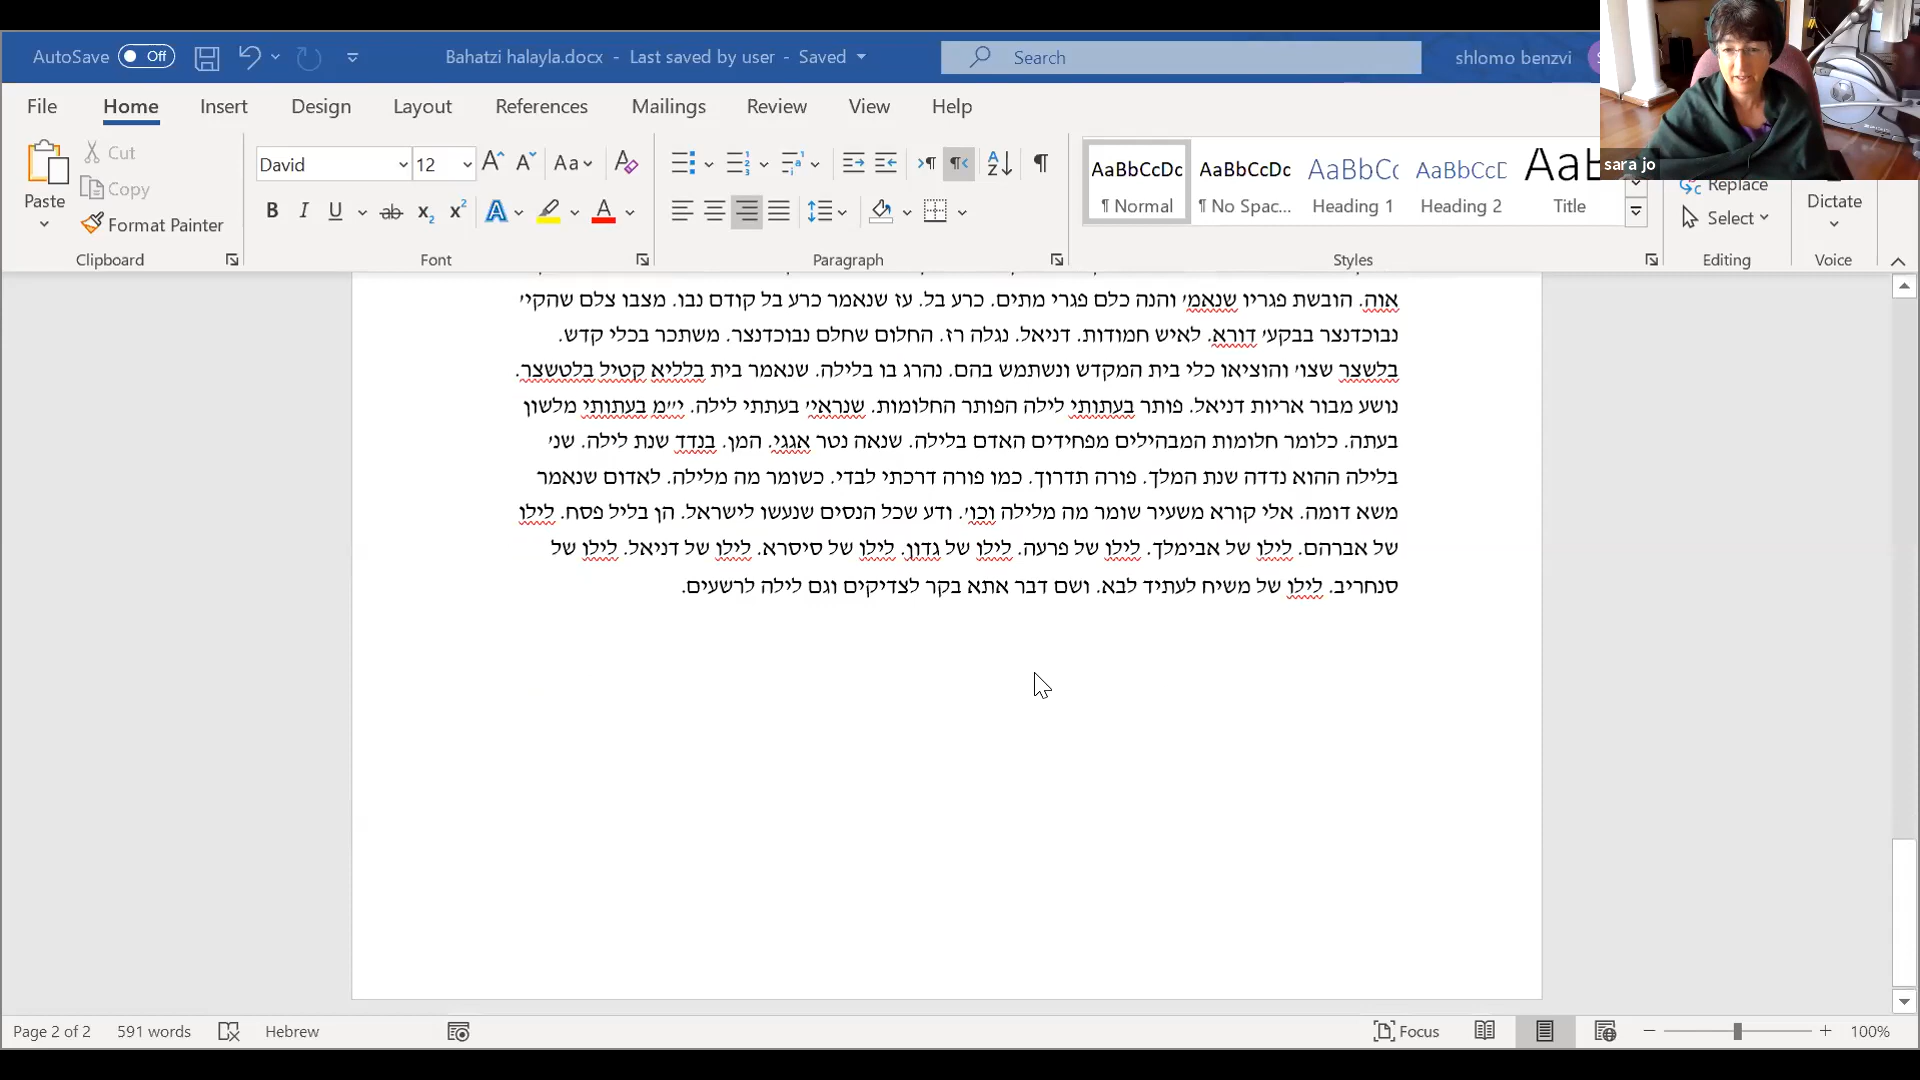 AutoSave Off Bahatzi halayla.docx - Last saved by user - Saved Search shlomo benzvi
sara jo
File Home Insert Design Layout References Mailings Review View Help
Paste Cut Copy Format Painter
David 12
AaBbCcDc AaBbCcDc AaBbCc AaBbCcD AaB
¶ Normal ¶ No Spac... Heading 1 Heading 2 Title
Replace
Select
Dictate
Clipboard Font Paragraph Styles Editing Voice
אוה. הובשת פגריו שנאמ׳ והנה כלם פגרי מתים. כרע בל. עז שנאמר כרע בל קודם נבו. מצבו צלם שהקי׳
נבוכדנצר בבקע׳ דורא. לאיש חמודות. דניאל. נגלה רז. החלום שחלם נבוכדנצר. משתכר בכלי קדש.
בלשצר שצו׳ והוציאו כלי בית המקדש ונשתמש בהם. נהרג בו בלילה. שנאמר בית בלליא קטיל בלטשצר.
נושע מבור אריות דניאל. פותר בעתותי לילה הפותר החלומות. שנראי׳ בעתתי לילה. י״מ בעתותי מלשון
בעתה. כלומר חלומות המבהילים מפחידים האדם בלילה. שנאה נטר אגגי. המן. בנדד שנת לילה. שנ׳
בלילה ההוא נדדה שנת המלך. פורה תדרוך. כמו פורה דרכתי לבדי. כשומר מה מלילה. לאדום שנאמר
משא דומה. אלי קורא משעיר שומר מה מלילה וכו׳. ודע שכל הנסים שנעשו לישראל. הן בליל פסח. לילו
של אברהם. לילו של אבימלך. לילו של פרעה. לילו של גדון. לילו של סיסרא. לילו של דניאל. לילו של
סנחריב. לילו של משיח לעתיד לבא. ושם דבר אתא בקר לצדיקים וגם לילה לרשעים.
Page 2 of 2 591 words Hebrew Focus 100%